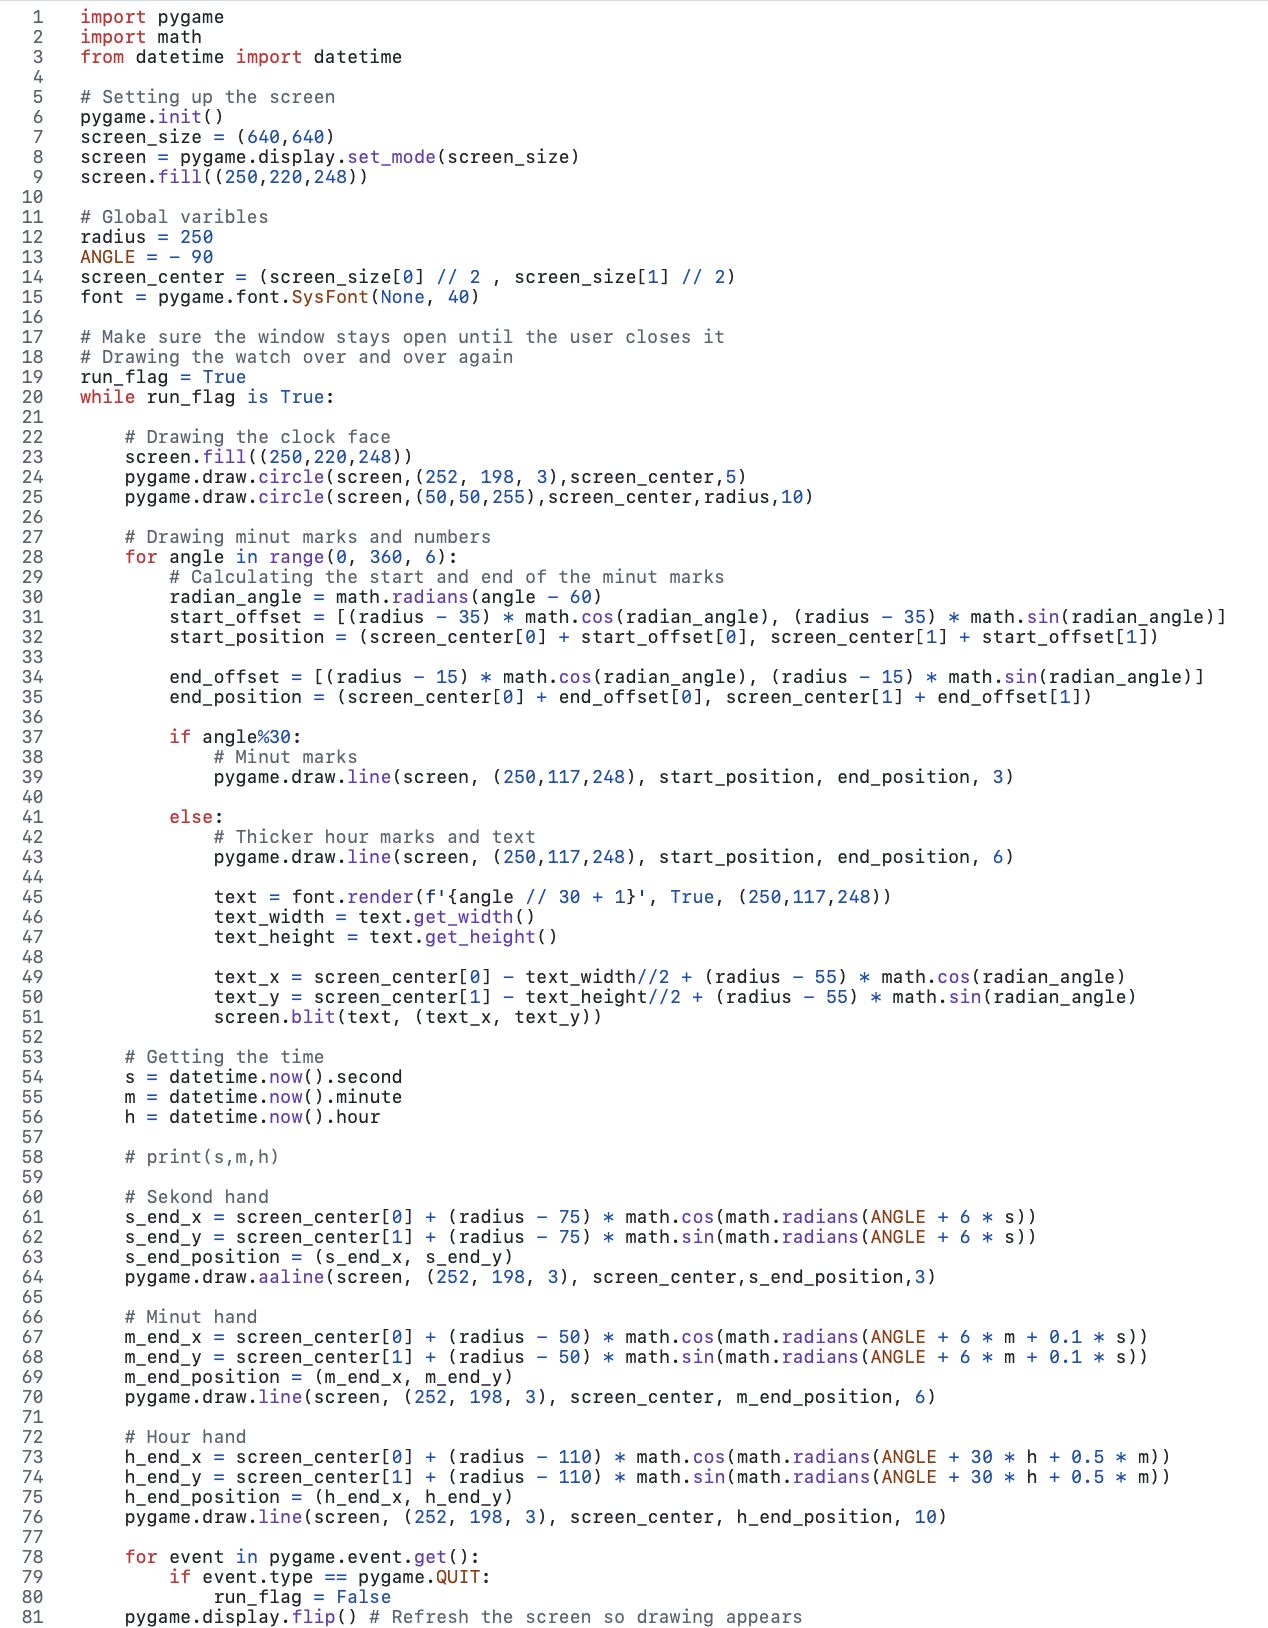 1 import pygame
2 import math
3 from datetime import datetime
4
5 # Setting up the screen
6 pygame.init()
7 screen_size = (640,640)
8 screen = pygame.display.set_mode(screen_size)
9 screen.fill((250,220,248))
10
11 # Global varibles
12 radius = 250
13 ANGLE = - 90
14 screen_center = (screen_size[0] // 2 , screen_size[1] // 2)
15 font = pygame.font.SysFont(None, 40)
16
17 # Make sure the window stays open until the user closes it
18 # Drawing the watch over and over again
19 run_flag = True
20 while run_flag is True:
21
22     # Drawing the clock face
23     screen.fill((250,220,248))
24     pygame.draw.circle(screen,(252, 198, 3),screen_center,5)
25     pygame.draw.circle(screen,(50,50,255),screen_center,radius,10)
26
27     # Drawing minut marks and numbers
28     for angle in range(0, 360, 6):
29         # Calculating the start and end of the minut marks
30         radian_angle = math.radians(angle - 60)
31         start_offset = [(radius - 35) * math.cos(radian_angle), (radius - 35) * math.sin(radian_angle)]
32         start_position = (screen_center[0] + start_offset[0], screen_center[1] + start_offset[1])
33
34         end_offset = [(radius - 15) * math.cos(radian_angle), (radius - 15) * math.sin(radian_angle)]
35         end_position = (screen_center[0] + end_offset[0], screen_center[1] + end_offset[1])
36
37         if angle%30:
38             # Minut marks
39             pygame.draw.line(screen, (250,117,248), start_position, end_position, 3)
40
41         else:
42             # Thicker hour marks and text
43             pygame.draw.line(screen, (250,117,248), start_position, end_position, 6)
44
45             text = font.render(f'{angle // 30 + 1}', True, (250,117,248))
46             text_width = text.get_width()
47             text_height = text.get_height()
48
49             text_x = screen_center[0] - text_width//2 + (radius - 55) * math.cos(radian_angle)
50             text_y = screen_center[1] - text_height//2 + (radius - 55) * math.sin(radian_angle)
51             screen.blit(text, (text_x, text_y))
52
53     # Getting the time
54     s = datetime.now().second
55     m = datetime.now().minute
56     h = datetime.now().hour
57
58     # print(s,m,h)
59
60     # Sekond hand
61     s_end_x = screen_center[0] + (radius - 75) * math.cos(math.radians(ANGLE + 6 * s))
62     s_end_y = screen_center[1] + (radius - 75) * math.sin(math.radians(ANGLE + 6 * s))
63     s_end_position = (s_end_x, s_end_y)
64     pygame.draw.aaline(screen, (252, 198, 3), screen_center,s_end_position,3)
65
66     # Minut hand
67     m_end_x = screen_center[0] + (radius - 50) * math.cos(math.radians(ANGLE + 6 * m + 0.1 * s))
68     m_end_y = screen_center[1] + (radius - 50) * math.sin(math.radians(ANGLE + 6 * m + 0.1 * s))
69     m_end_position = (m_end_x, m_end_y)
70     pygame.draw.line(screen, (252, 198, 3), screen_center, m_end_position, 6)
71
72     # Hour hand
73     h_end_x = screen_center[0] + (radius - 110) * math.cos(math.radians(ANGLE + 30 * h + 0.5 * m))
74     h_end_y = screen_center[1] + (radius - 110) * math.sin(math.radians(ANGLE + 30 * h + 0.5 * m))
75     h_end_position = (h_end_x, h_end_y)
76     pygame.draw.line(screen, (252, 198, 3), screen_center, h_end_position, 10)
77
78     for event in pygame.event.get():
79         if event.type == pygame.QUIT:
80             run_flag = False
81     pygame.display.flip() # Refresh the screen so drawing appears